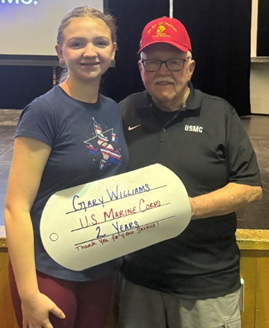 USMC
GARY WILLIAMS
U.S. MARINE CORPS
2 YEARS
THANK YOU FOR YOUR SERVICE!